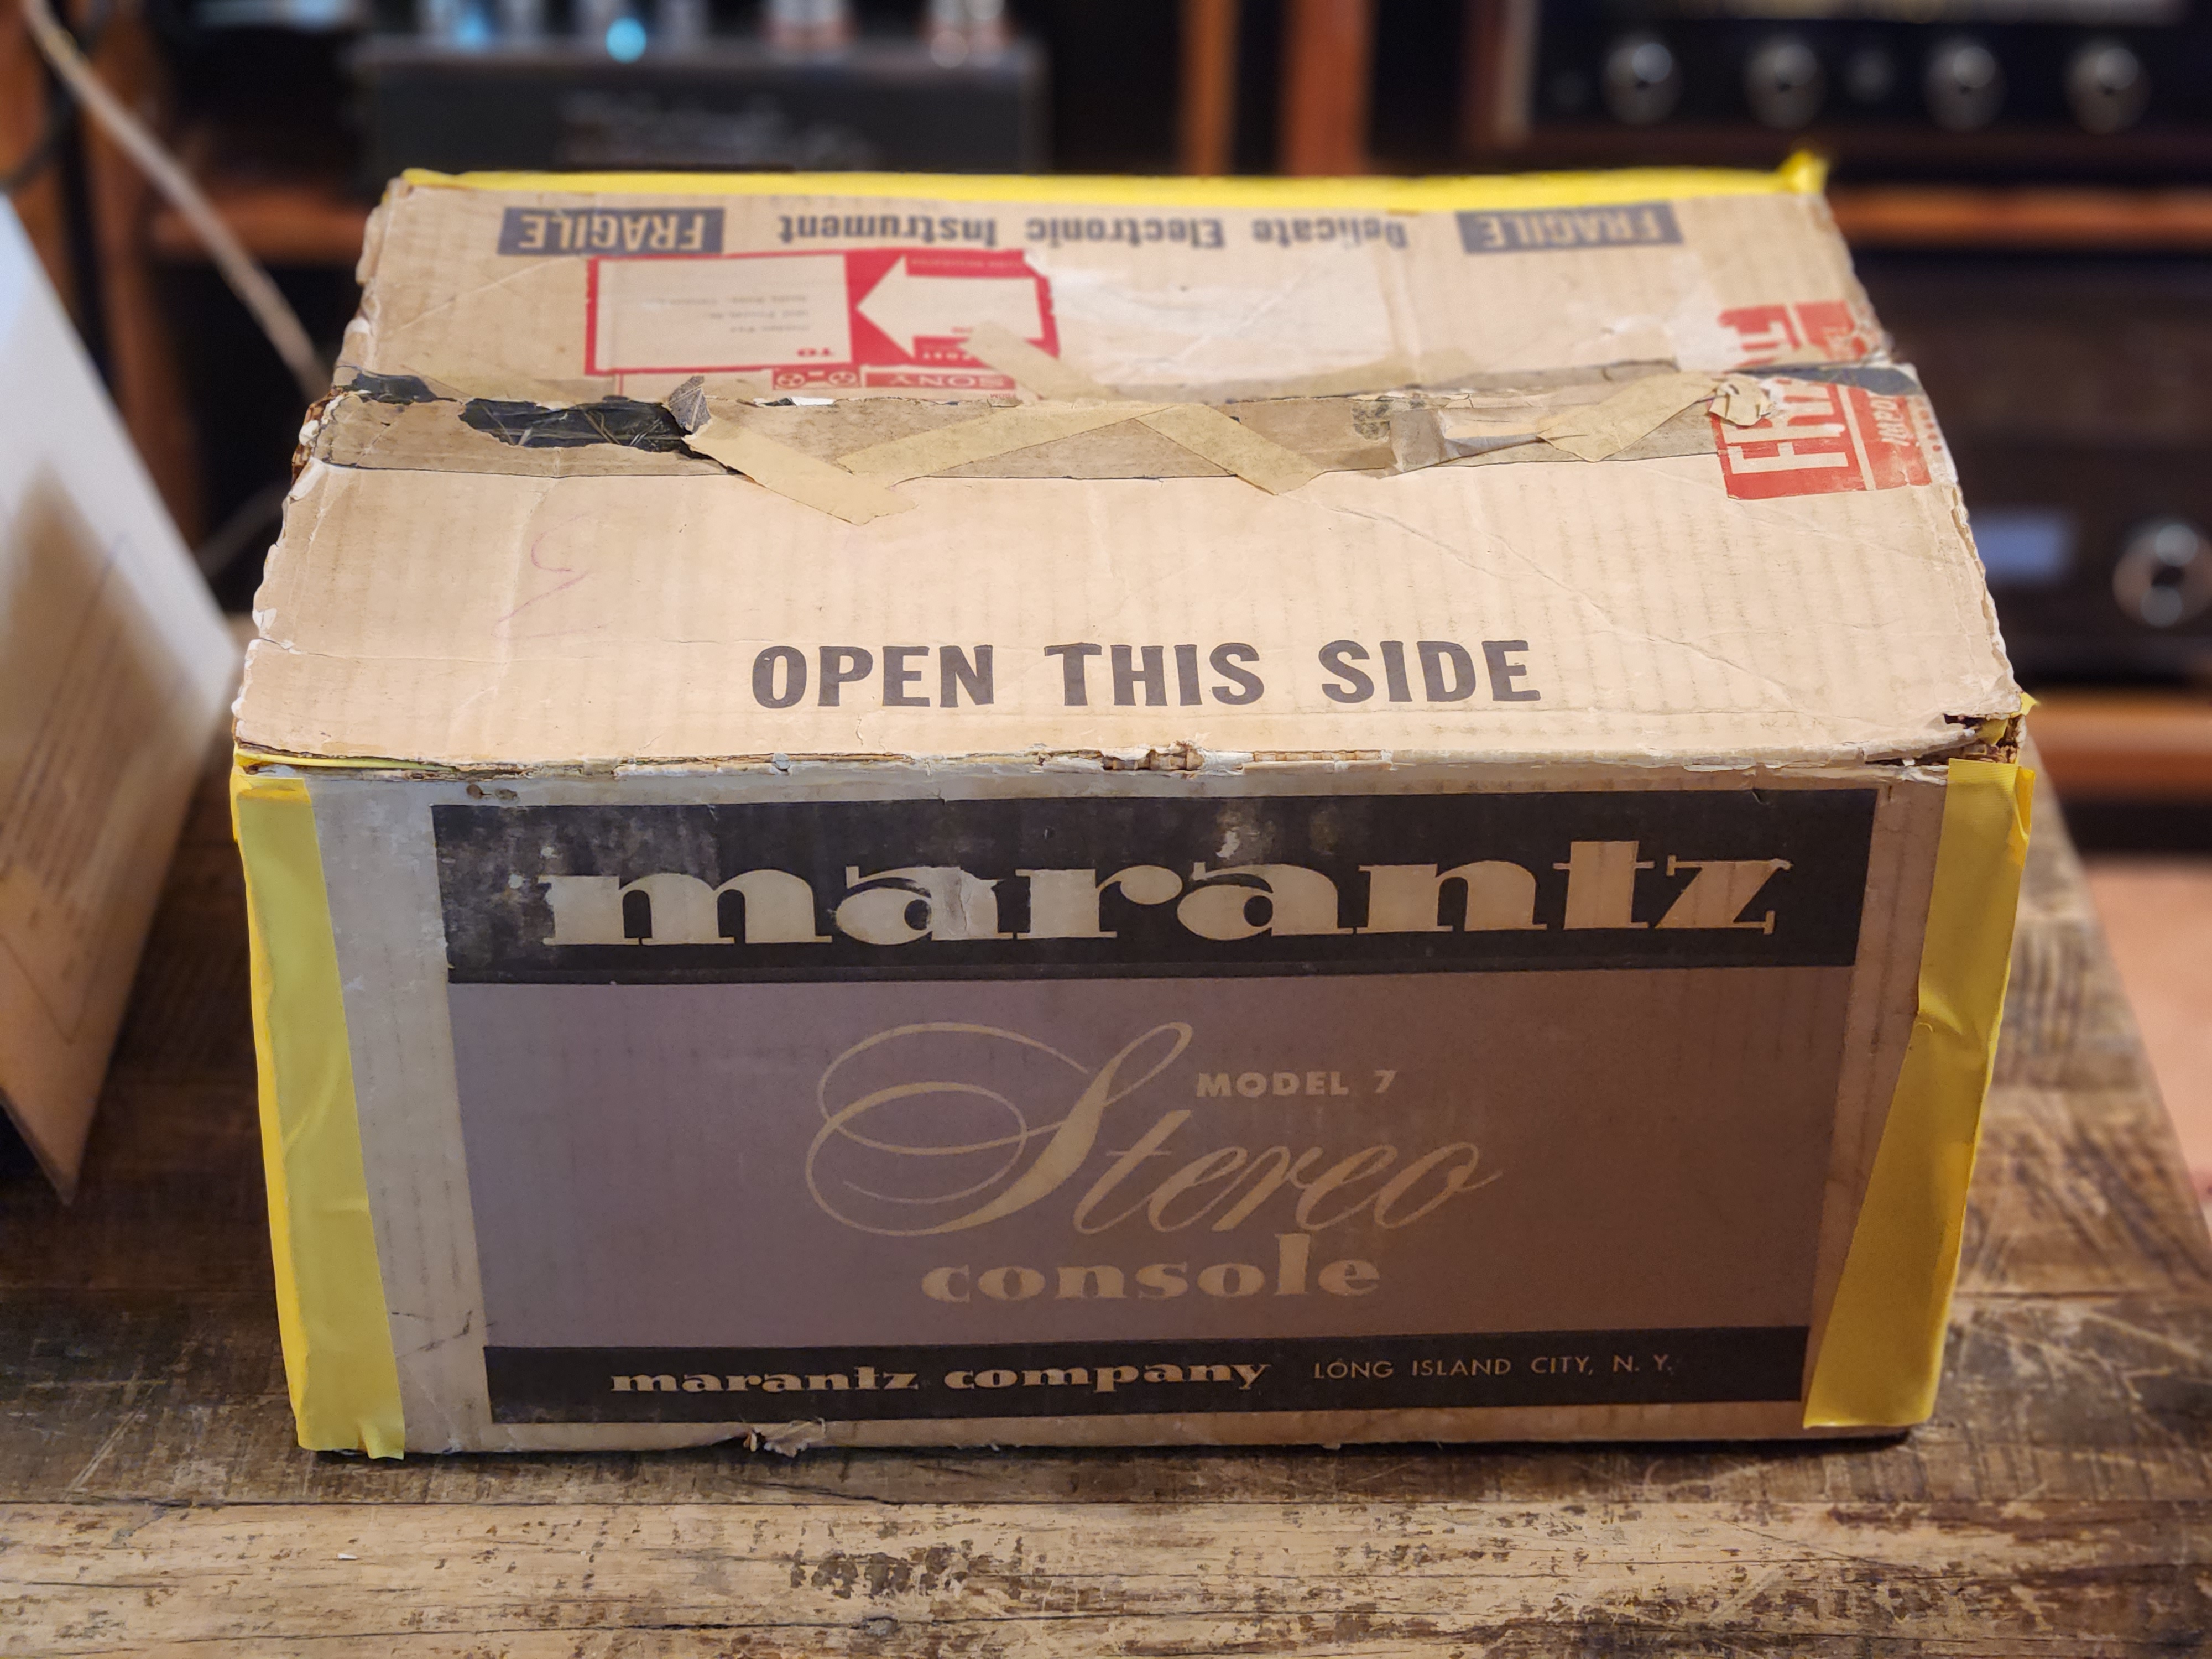 FRAGILE Delicate Electronic Instrument FRAGILE
TO
SONY
OPEN THIS SIDE
marantz
MODEL 7
Stereo
console
marantz company LONG ISLAND CITY, N. Y.